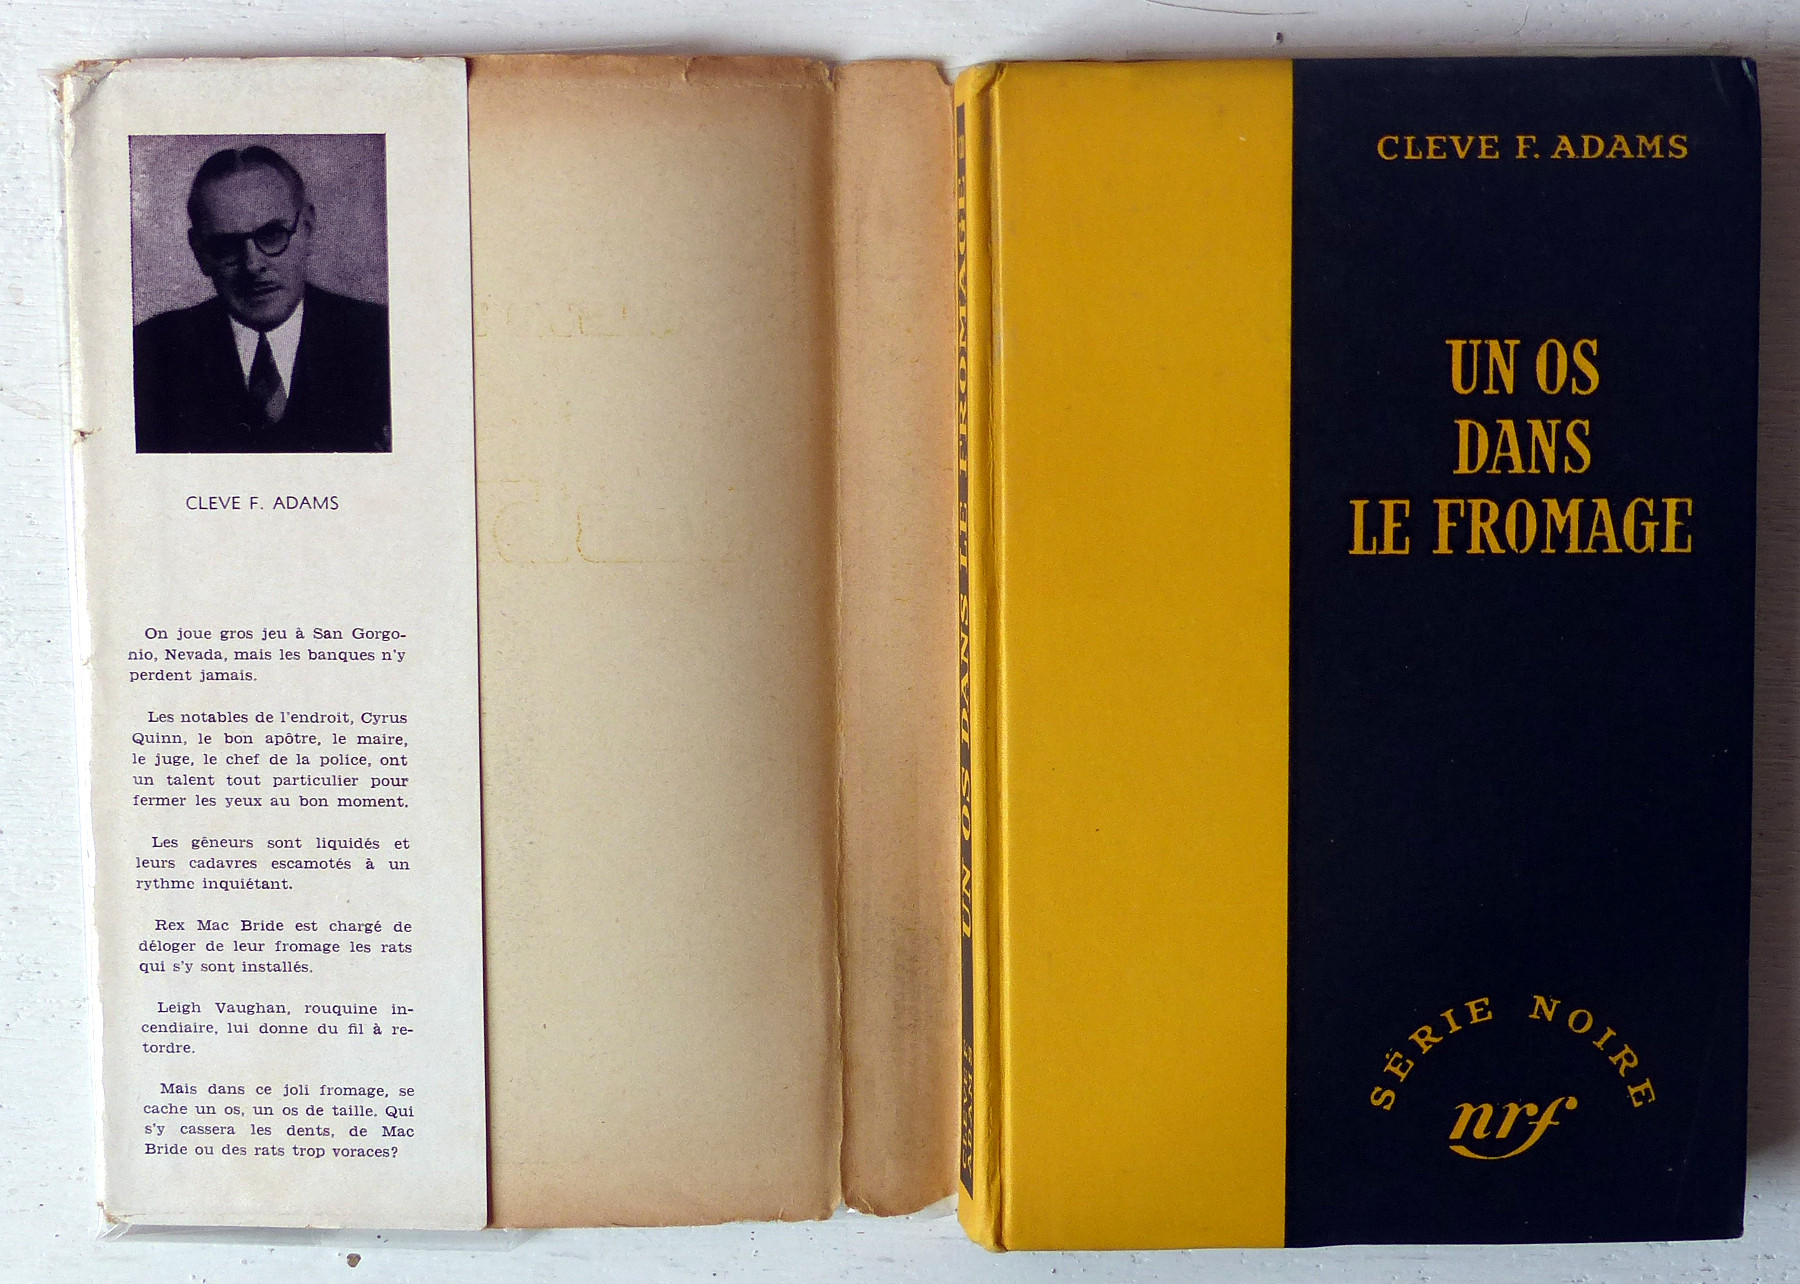 CLEVE F. ADAMS
On joue gros jeu à San Gorgo-
nio, Nevada, mais les banques n'y
perdent jamais.
Les notables de l'endroit, Cyrus
Quinn, le bon apôtre, le maire,
le juge, le chef de la police, ont
un talent tout particulier pour
fermer les yeux au bon moment.
Les gêneurs sont liquidés et
leurs cadavres escamotés à un
rythme inquiétant.
Rex Mac Bride est chargé de
déloger de leur fromage les rats
qui s'y sont installés.
Leigh Vaughan, rouquine in-
cendiaire, lui donne du fil à re-
tordre.
Mais dans ce joli fromage, se
cache un os, un os de taille. Qui
s'y cassera les dents, de Mac
Bride ou des rats trop voraces?
CLEVE F.
ADAMS
UN OS DANS LE FROMAGE
CLEVE F. ADAMS
UN OS
DANS
LE FROMAGE
SÉRIE NOIRE
nrf